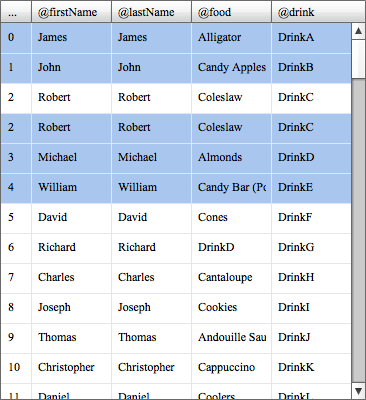 ... @firstName @lastName @food @drink
0 James James Alligator DrinkA
1 John John Candy Apples DrinkB
2 Robert Robert Coleslaw DrinkC
2 Robert Robert Coleslaw DrinkC
3 Michael Michael Almonds DrinkD
4 William William Candy Bar (Po DrinkE
5 David David Cones DrinkF
6 Richard Richard DrinkD DrinkG
7 Charles Charles Cantaloupe DrinkH
8 Joseph Joseph Cookies DrinkI
9 Thomas Thomas Andouille Sau DrinkJ
10 Christopher Christopher Cappuccino DrinkK
11 Daniel Daniel Coolers DrinkL